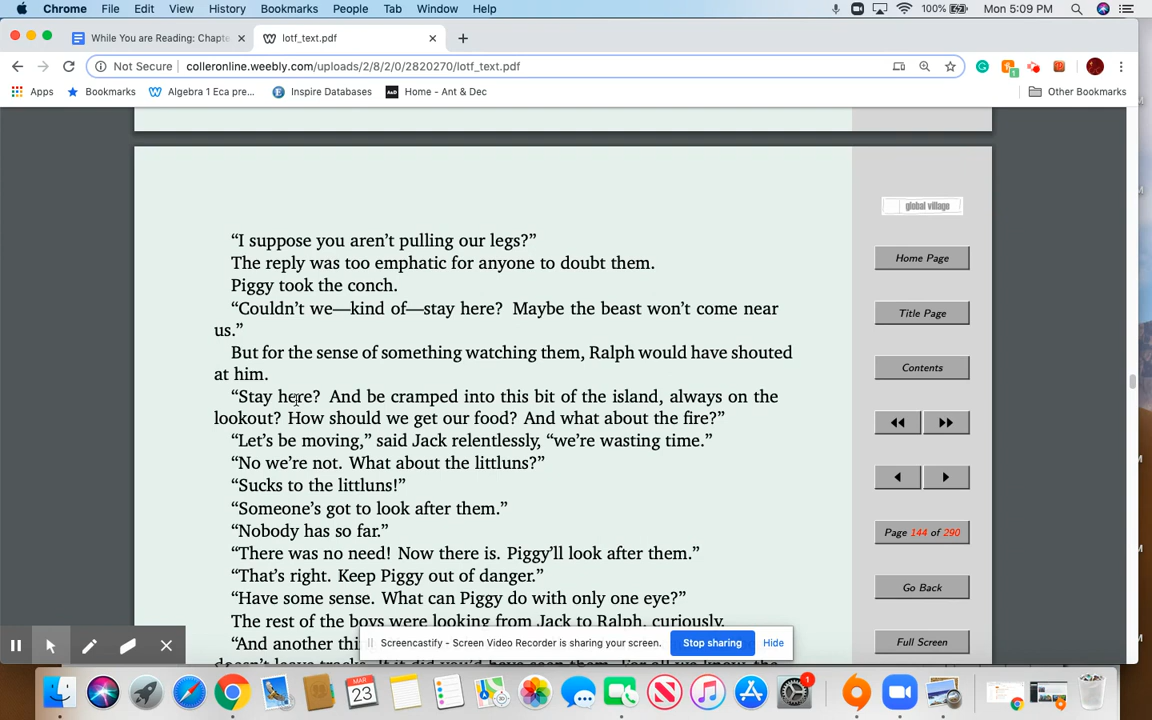 Chrome File Edit View History Bookmarks People Tab Window Help 100% Mon 5:09 PM
While You are Reading: Chapte lotf_text.pdf
Not Secure colleronline.weebly.com/uploads/2/8/2/0/2820270/lotf_text.pdf
Apps Bookmarks Algebra 1 Eca pre... Inspire Databases Home - Ant & Dec Other Bookmarks
“I suppose you aren’t pulling our legs?”
The reply was too emphatic for anyone to doubt them.
Piggy took the conch.
“Couldn’t we—kind of—stay here? Maybe the beast won’t come near
us.”
But for the sense of something watching them, Ralph would have shouted
at him.
“Stay here? And be cramped into this bit of the island, always on the
lookout? How should we get our food? And what about the fire?”
“Let’s be moving,” said Jack relentlessly, “we’re wasting time.”
“No we’re not. What about the littluns?”
“Sucks to the littluns!”
“Someone’s got to look after them.”
“Nobody has so far.”
“There was no need! Now there is. Piggy’ll look after them.”
“That’s right. Keep Piggy out of danger.”
“Have some sense. What can Piggy do with only one eye?”
The rest of the boys were looking from Jack to Ralph, curiously.
“And another thi
global village
Home Page
Title Page
Contents
Page 144 of 290
Go Back
Full Screen
Screencastify - Screen Video Recorder is sharing your screen. Stop sharing Hide
MAR
23
1